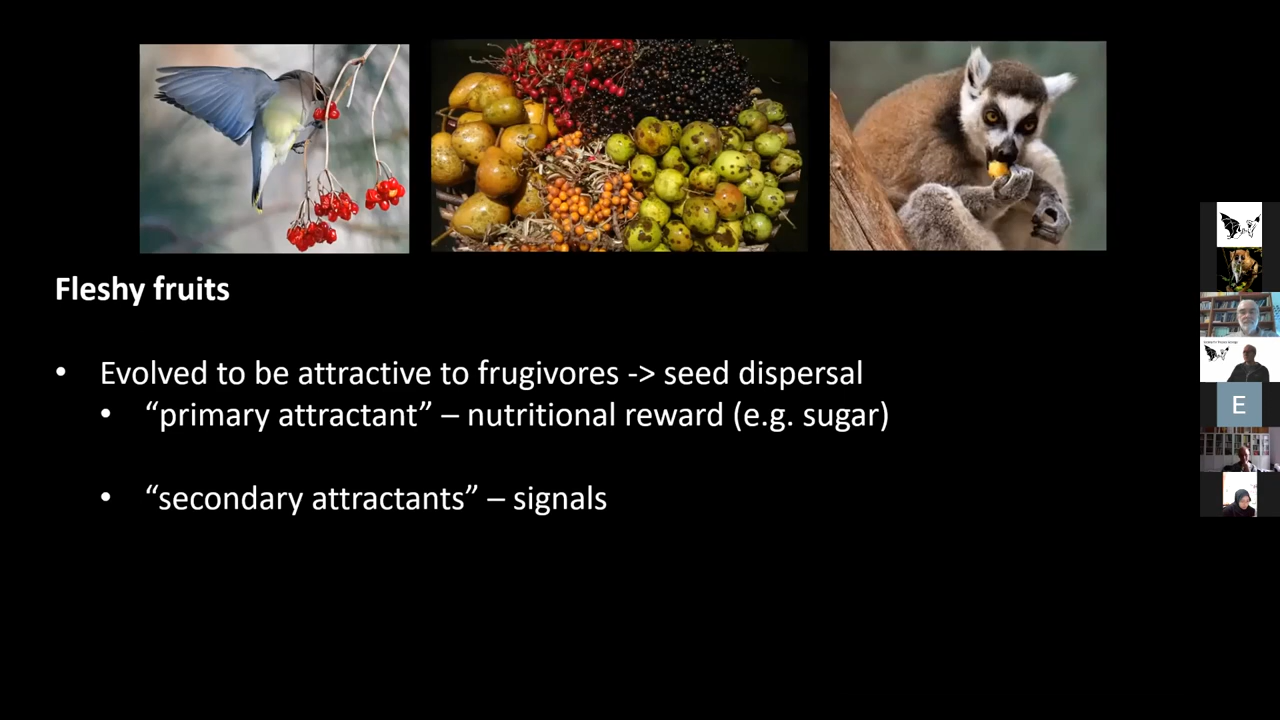 Fleshy fruits
• Evolved to be attractive to frugivores -> seed dispersal
• “primary attractant” – nutritional reward (e.g. sugar)
• “secondary attractants” – signals
E